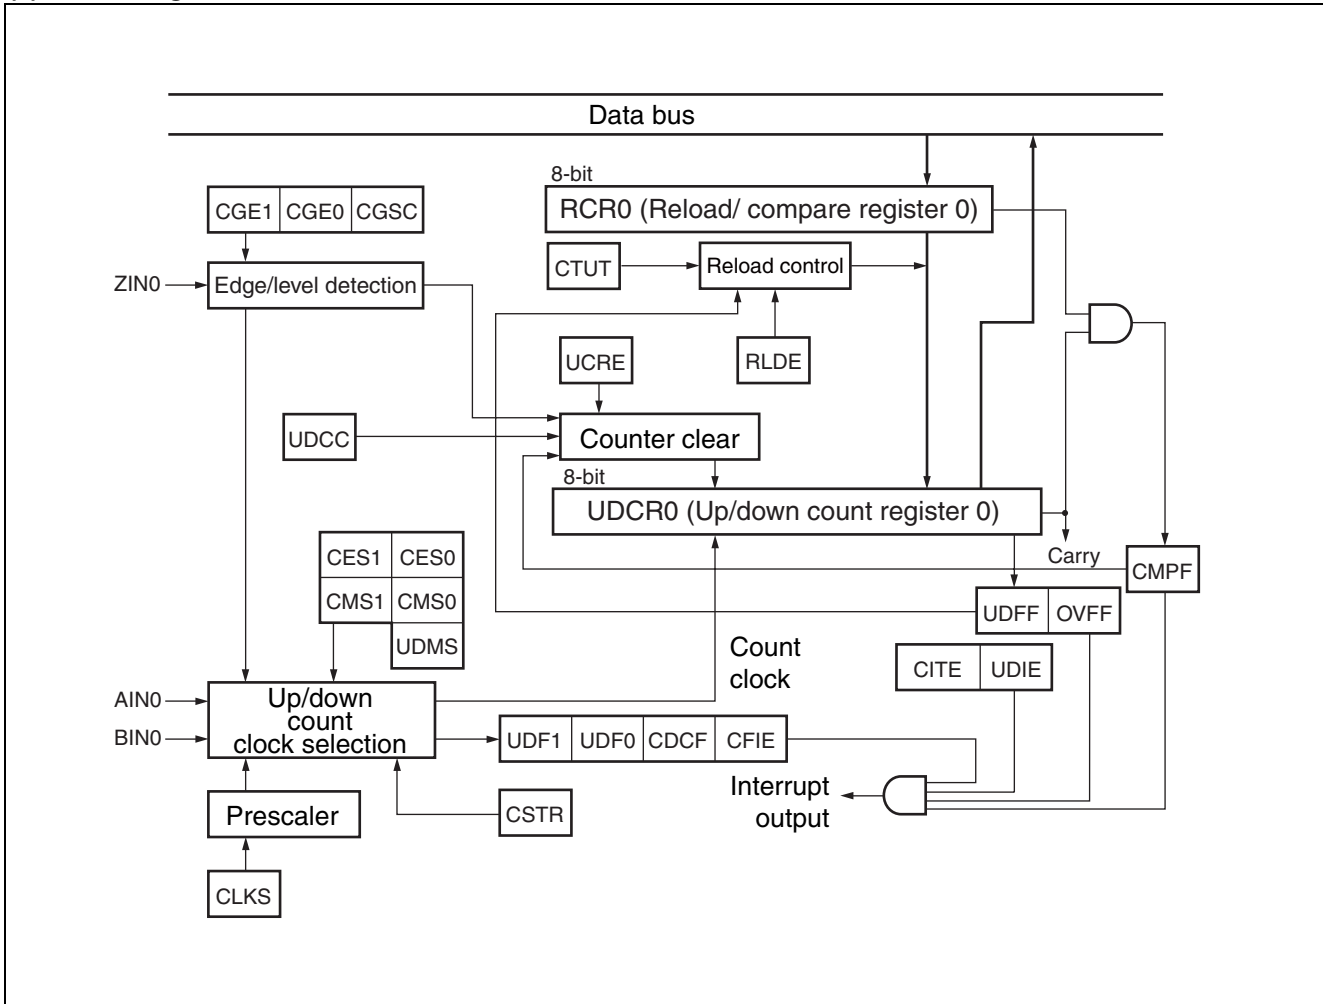 Data bus
8-bit
CGE1 CGE0 CGSC
RCR0 (Reload/ compare register 0)
CTUT
Reload control
ZIN0
Edge/level detection
UCRE
RLDE
UDCC
Counter clear
8-bit
UDCR0 (Up/down count register 0)
CES1 CES0
Carry
CMPF
CMS1 CMS0
UDFF OVFF
UDMS
Count
clock
CITE UDIE
AIN0
Up/down
count
clock selection
BIN0
UDF1 UDF0 CDCF CFIE
Interrupt
output
Prescaler
CSTR
CLKS